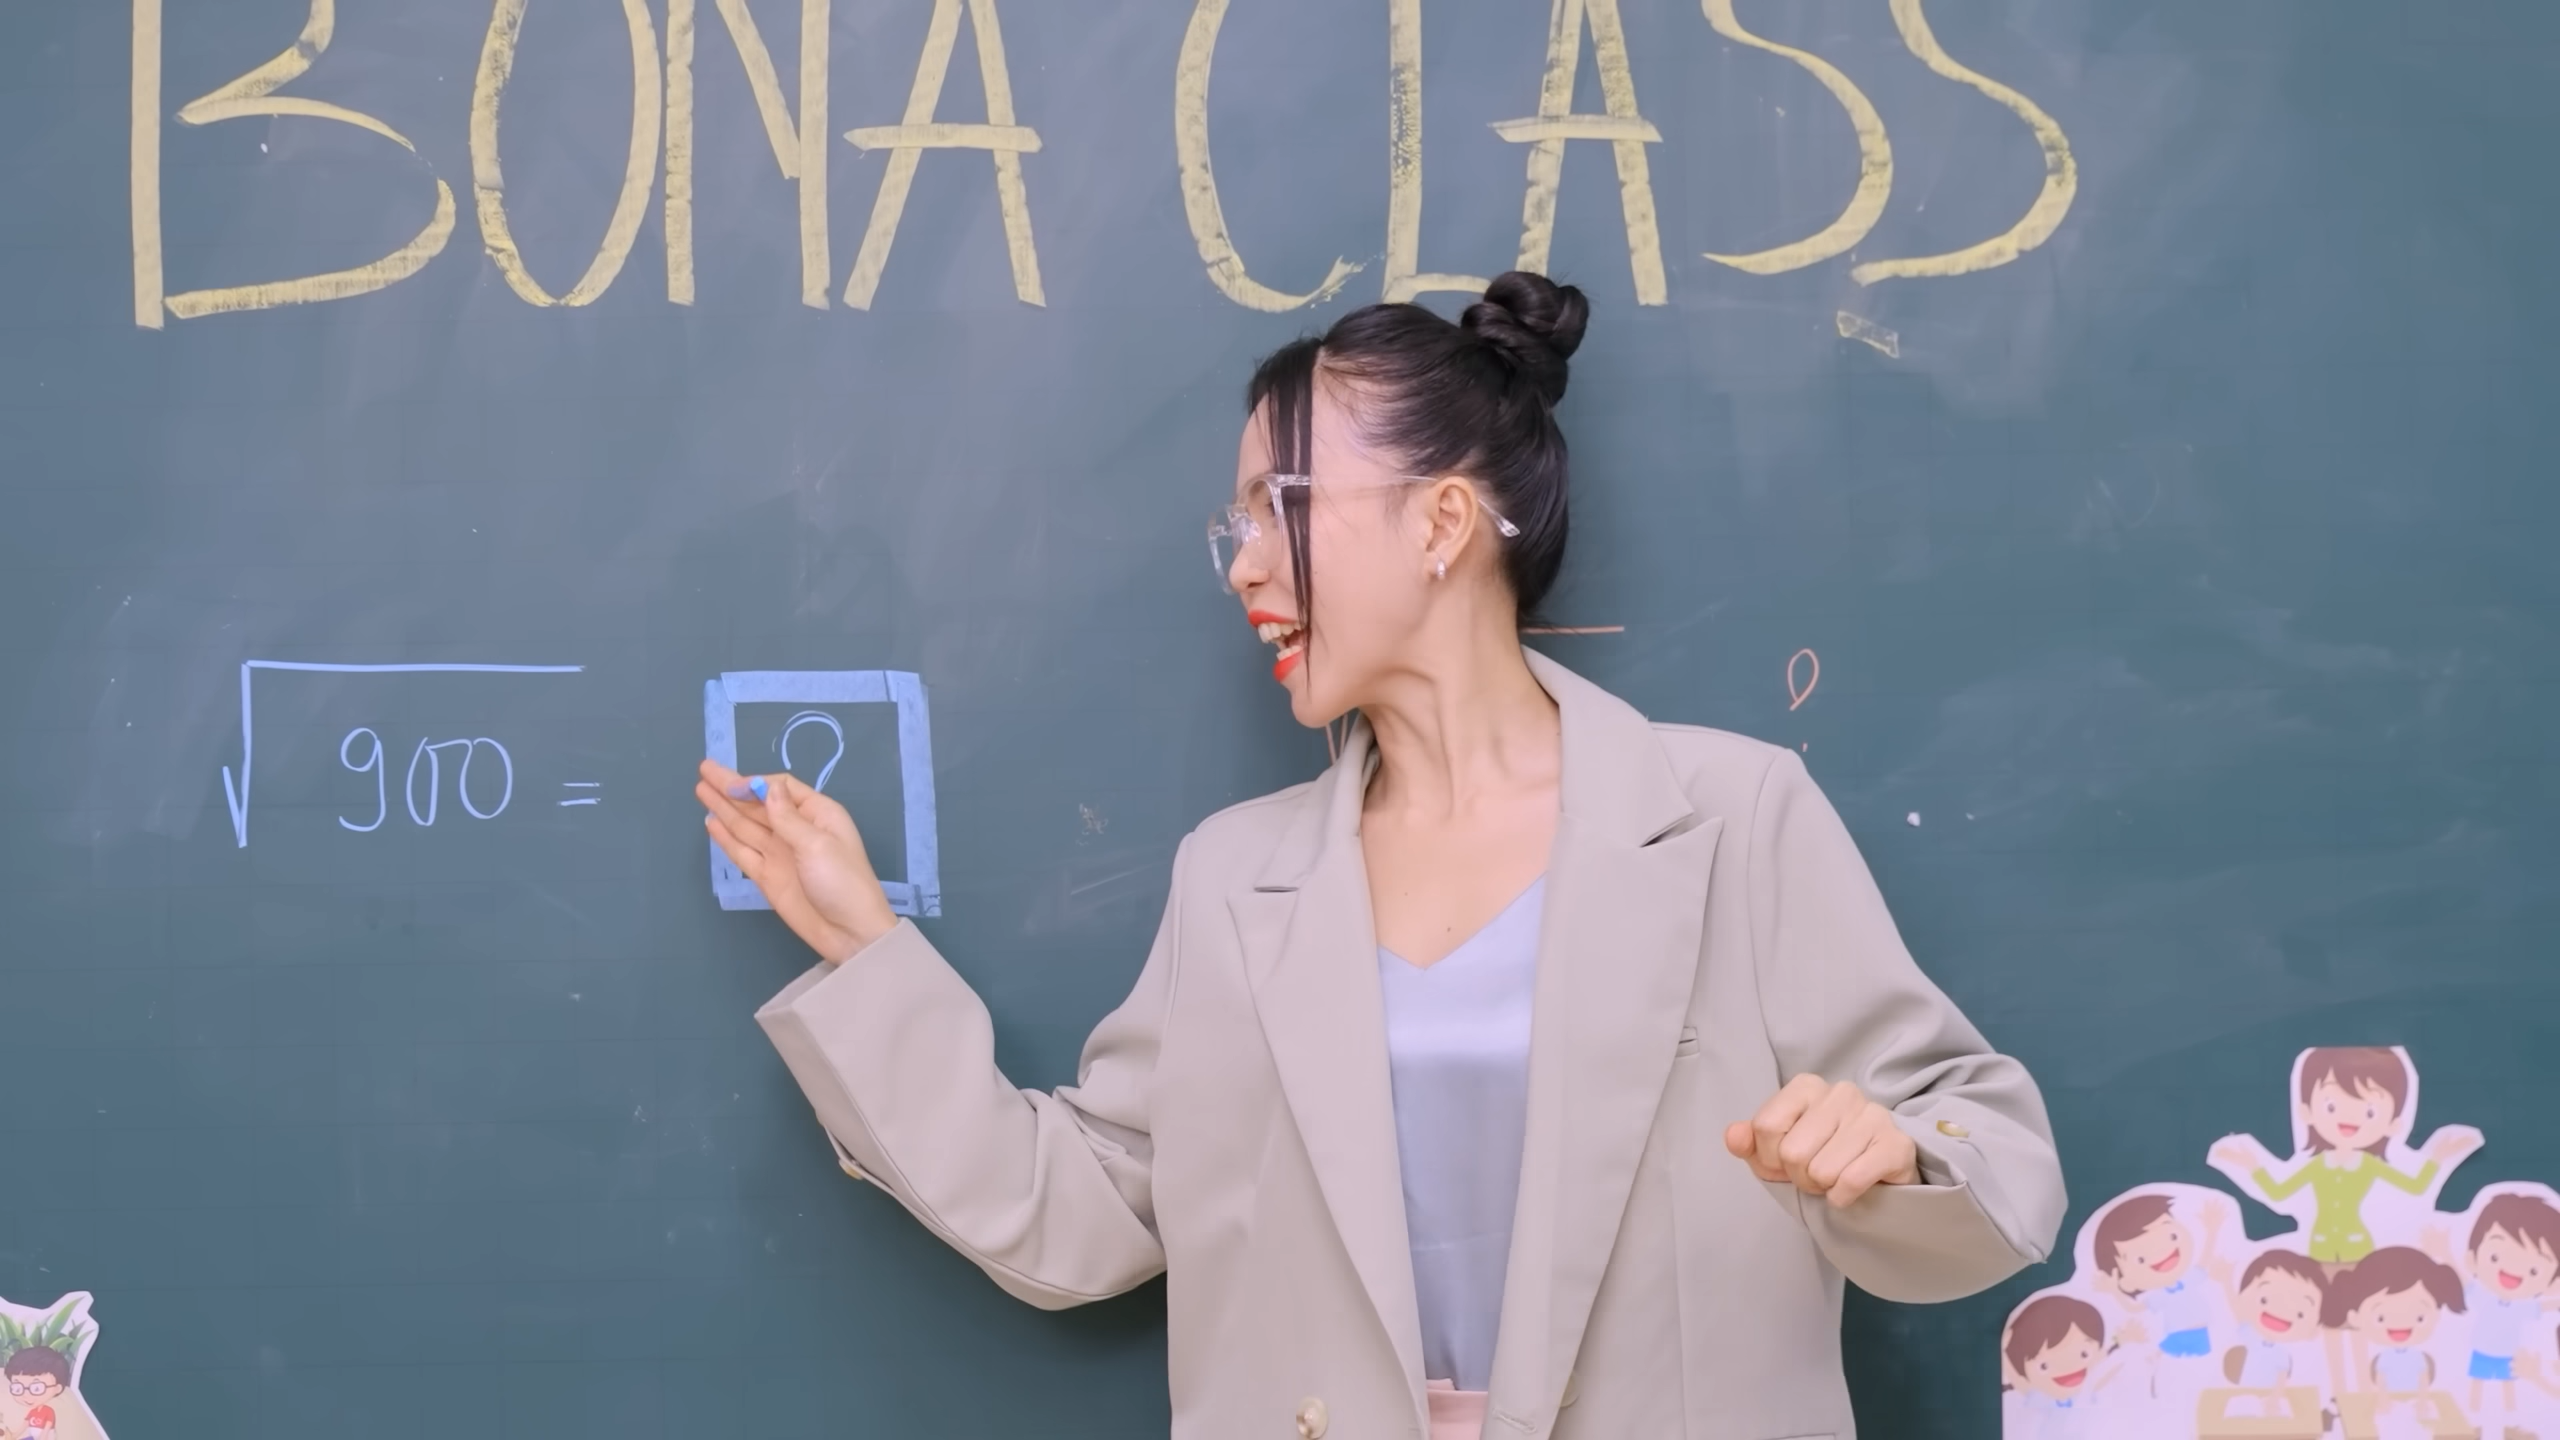 BONA CLASS
√900 = ?